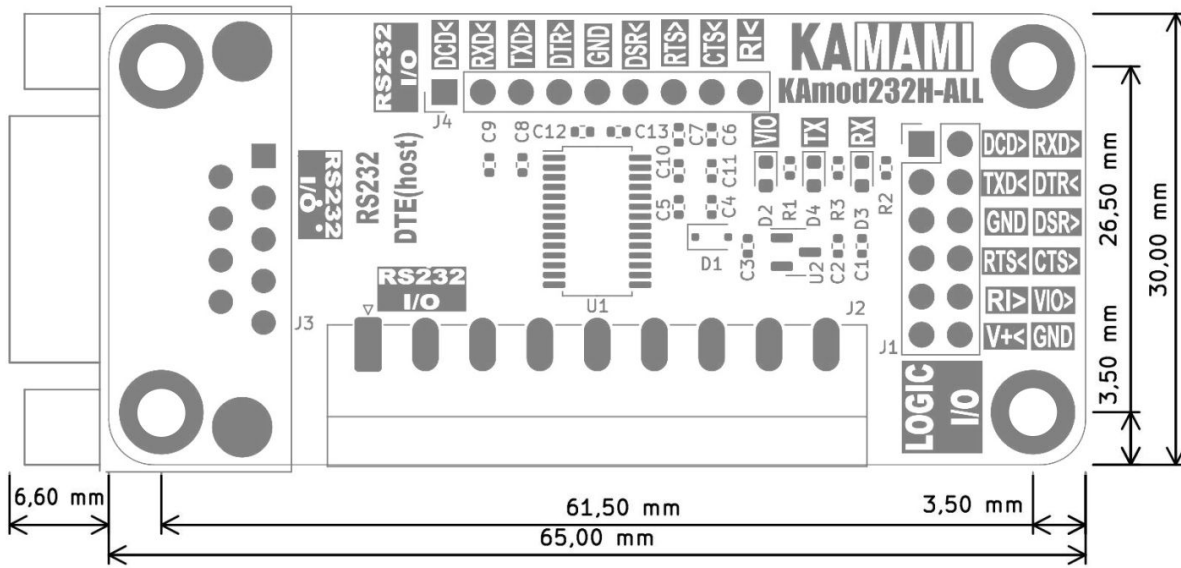 RS232
I/O
DCD<
RXD<
TXD>
DTR>
GND
DSR<
RTS>
CTS<
RI<
KAMAMI
KAmod232H-ALL
J4
C9
C8
C12
C13
C7
C6
VIO
TX
RX
C10
C11
C5
C4
D2
R1
D4
R3
D3
R2
DCD> RXD>
TXD< DTR<
GND DSR>
RTS< CTS>
RI> VIO>
V+< GND
RS232
I/O
RS232
DTE(host)
D1
C3
U2
C2
C1
RS232
I/O
U1
J3
J2
J1
LOGIC
I/O
26,50 mm
30,00 mm
3,50 mm
6,60 mm
61,50 mm
3,50 mm
65,00 mm